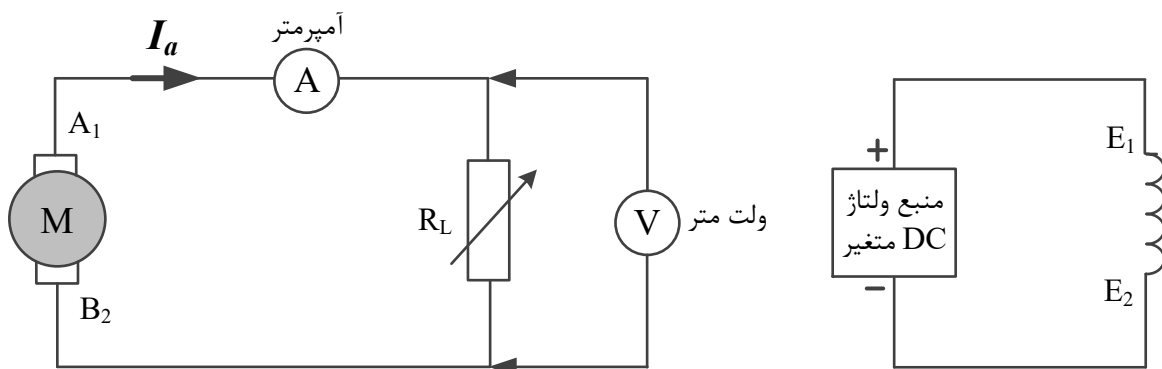 آمپرمتر
I_a
A
A₁
M
B₂
R_L
V
ولت متر
+
منبع ولتاژ
DC متغیر
−
E₁
E₂